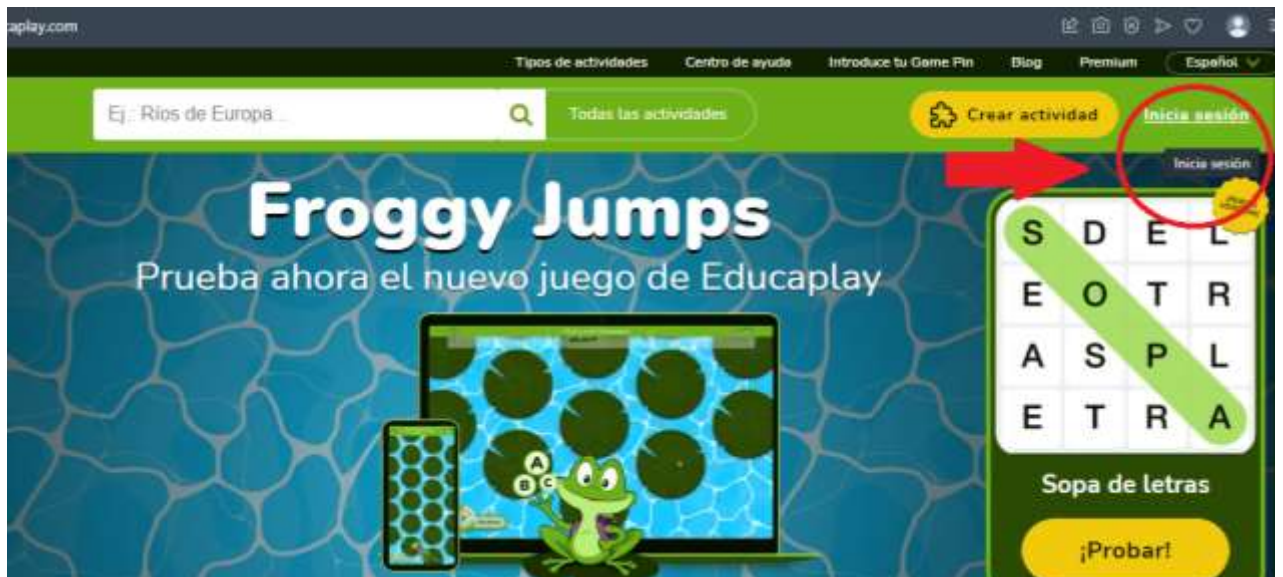 caplay.com
Tipos de actividades Centro de ayuda Introduce tu Game Pin Blog Premium Español
Ej.: Ríos de Europa... Todas las actividades Crear actividad Inicia sesión
Inicia sesión
Froggy Jumps
Prueba ahora el nuevo juego de Educaplay
S D E L
E O T R
A S P L
E T R A
A
B C
Sopa de letras
¡Probar!